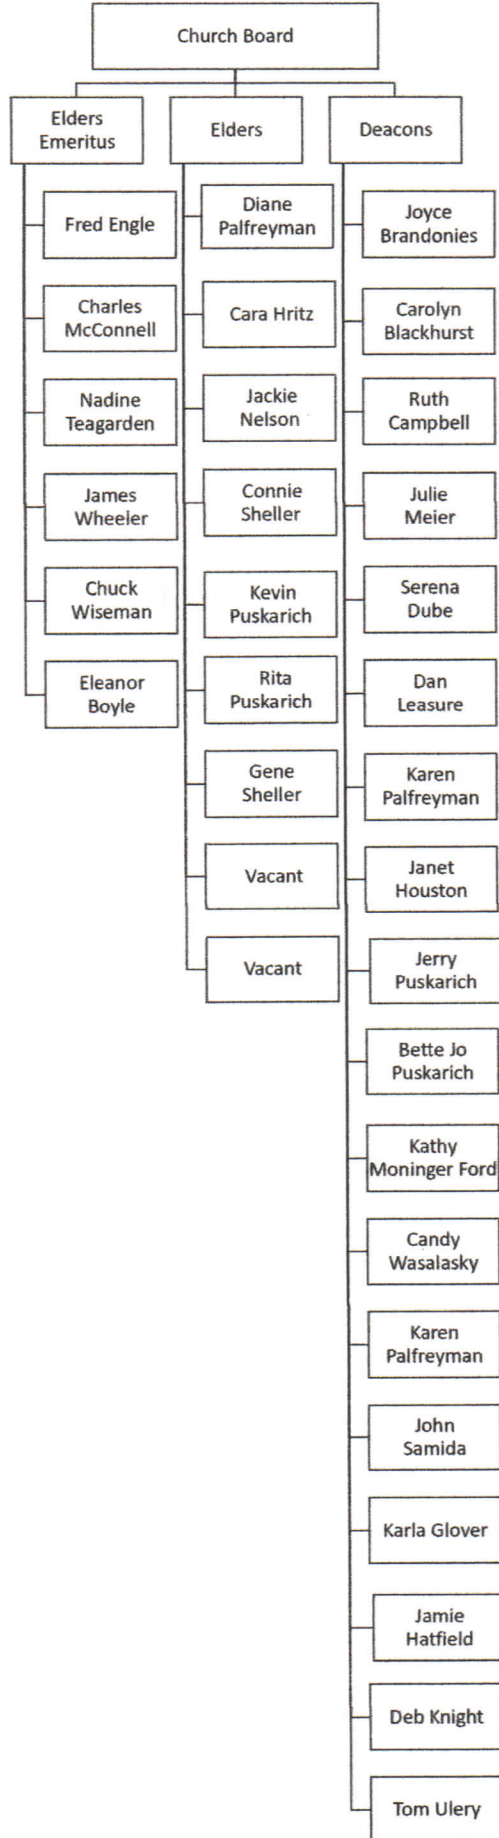 Church Board
Elders
Emeritus
Elders
Deacons
Fred Engle
Charles
McConnell
Nadine
Teagarden
James
Wheeler
Chuck
Wiseman
Eleanor
Boyle
Diane
Palfreyman
Cara Hritz
Jackie
Nelson
Connie
Sheller
Kevin
Puskarich
Rita
Puskarich
Gene
Sheller
Vacant
Vacant
Joyce
Brandonies
Carolyn
Blackhurst
Ruth
Campbell
Julie
Meier
Serena
Dube
Dan
Leasure
Karen
Palfreyman
Janet
Houston
Jerry
Puskarich
Bette Jo
Puskarich
Kathy
Moninger Ford
Candy
Wasalasky
Karen
Palfreyman
John
Samida
Karla Glover
Jamie
Hatfield
Deb Knight
Tom Ulery